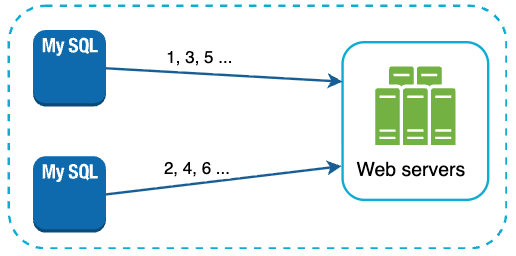 My SQL
1, 3, 5 ...
My SQL
2, 4, 6 ...
Web servers